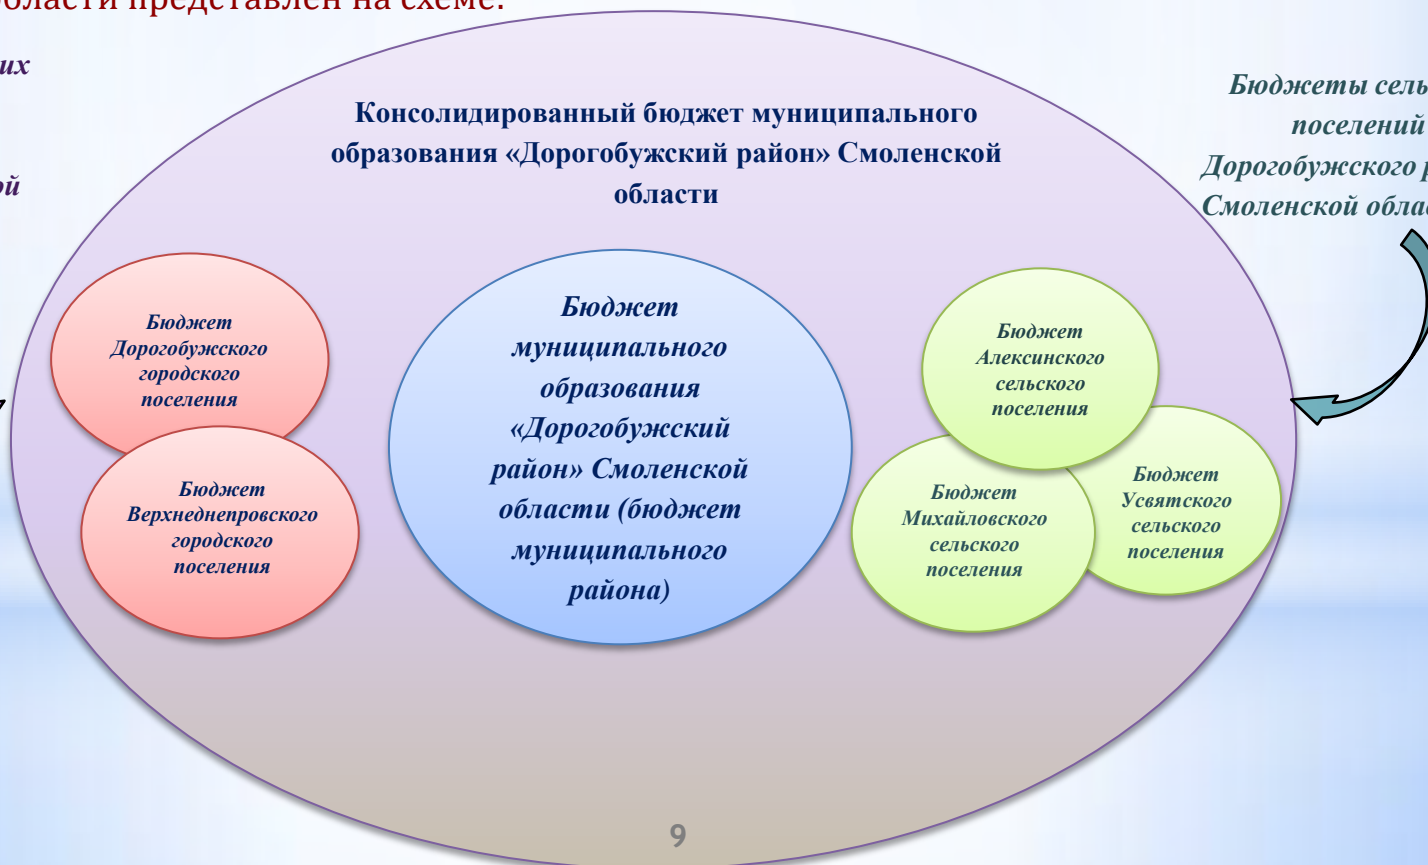 области представлен на схеме:
их
ой
Бюджеты сель
поселений
Дорогобужского р
Смоленской облас
Консолидированный бюджет муниципального
образования «Дорогобужский район» Смоленской
области
Бюджет
Дорогобужского
городского
поселения
Бюджет
Верхнеднепровского
городского
поселения
Бюджет
муниципального
образования
«Дорогобужский
район» Смоленской
области (бюджет
муниципального
района)
Бюджет
Алексинского
сельского
поселения
Бюджет
Михайловского
сельского
поселения
Бюджет
Усвятского
сельского
поселения
9